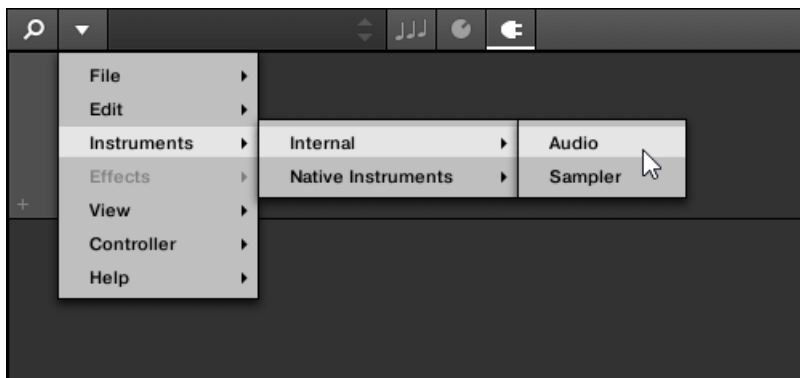 File
Edit
Instruments
Internal
Audio
Effects
Native Instruments
Sampler
View
Controller
Help